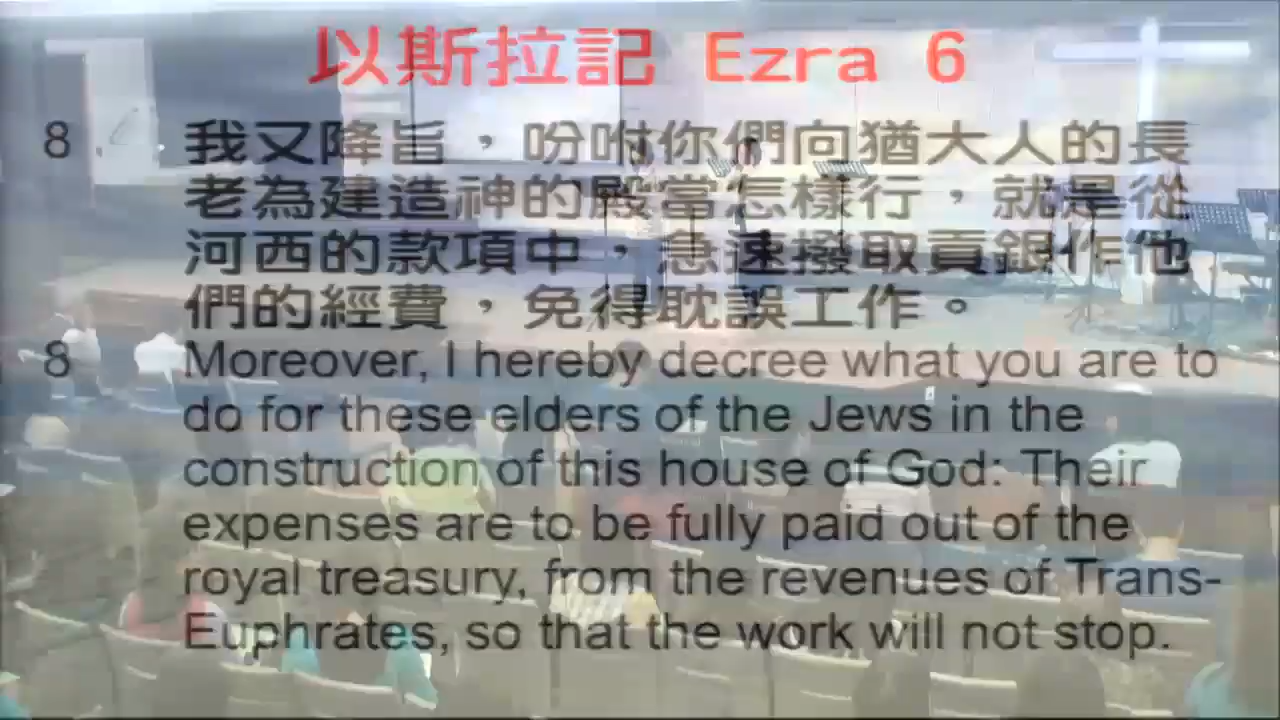 以斯拉記 Ezra 6
8 我又降旨，吩咐你們向猶大人的長
老為建造神的殿當怎樣行，就是從
河西的款項中，急速撥取貢銀作他
們的經費，免得耽誤工作。
8 Moreover, I hereby decree what you are to
do for these elders of the Jews in the
construction of this house of God: Their
expenses are to be fully paid out of the
royal treasury, from the revenues of Trans-
Euphrates, so that the work will not stop.